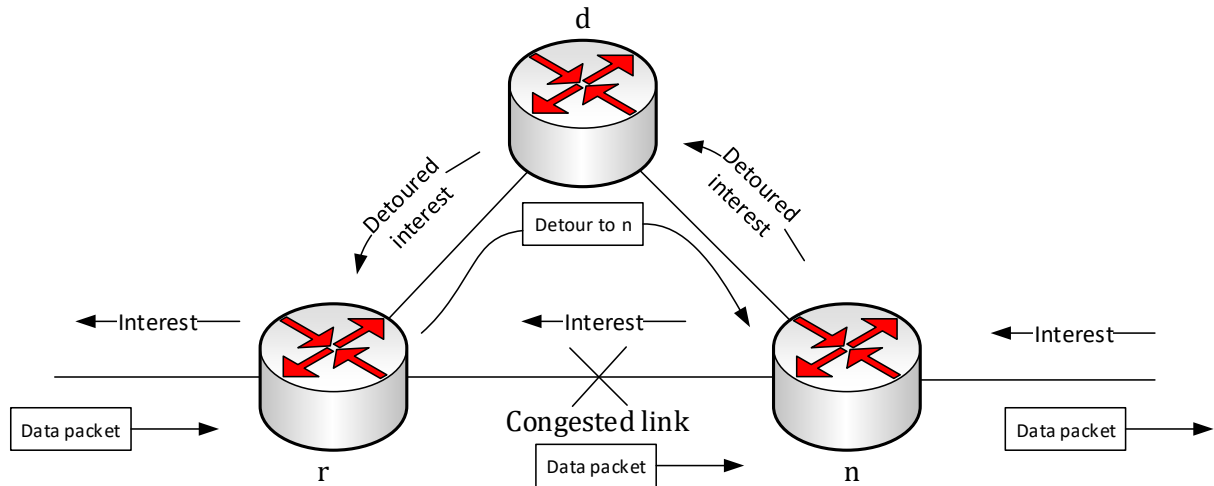 d
Detoured
interest
Detoured
interest
Detour to n
Interest
Interest
Interest
Congested link
Data packet
Data packet
Data packet
r
n